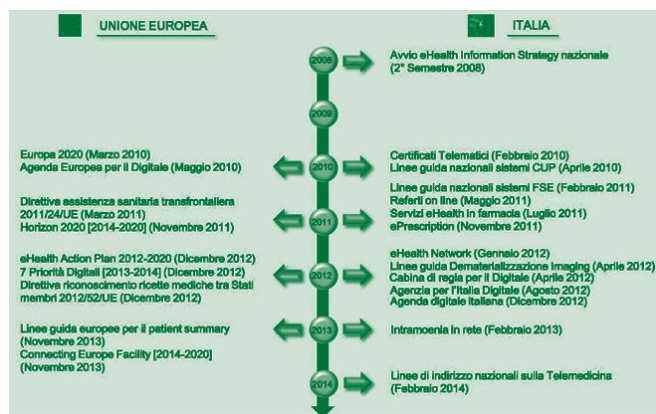 UNIONE EUROPEA
ITALIA
2008
Avvio eHealth Information Strategy nazionale
(2° Semestre 2008)
2009
Europa 2020 (Marzo 2010)
Agenda Europea per il Digitale (Maggio 2010)
2010
Certificati Telematici (Febbraio 2010)
Linee guida nazionali sistemi CUP (Aprile 2010)
Direttiva assistenza sanitaria transfrontaliera
2011/24/UE (Marzo 2011)
Horizon 2020 [2014-2020] (Novembre 2011)
2011
Linee guida nazionali sistemi FSE (Febbraio 2011)
Referti on line (Maggio 2011)
Servizi eHealth in farmacia (Luglio 2011)
ePrescription (Novembre 2011)
eHealth Action Plan 2012-2020 (Dicembre 2012)
7 Priorità Digitali [2013-2014] (Dicembre 2012)
Direttiva riconoscimento ricette mediche tra Stati
membri 2012/52/UE (Dicembre 2012)
2012
eHealth Network (Gennaio 2012)
Linee guida Dematerializzazione Imaging (Aprile 2012)
Cabina di regia per il Digitale (Aprile 2012)
Agenzia per l'Italia Digitale (Agosto 2012)
Agenda digitale Italiana (Dicembre 2012)
Linee guida europee per il patient summary
(Novembre 2013)
Connecting Europe Facility [2014-2020]
(Novembre 2013)
2013
Intramoenia in rete (Febbraio 2013)
2014
Linee di indirizzo nazionali sulla Telemedicina
(Febbraio 2014)